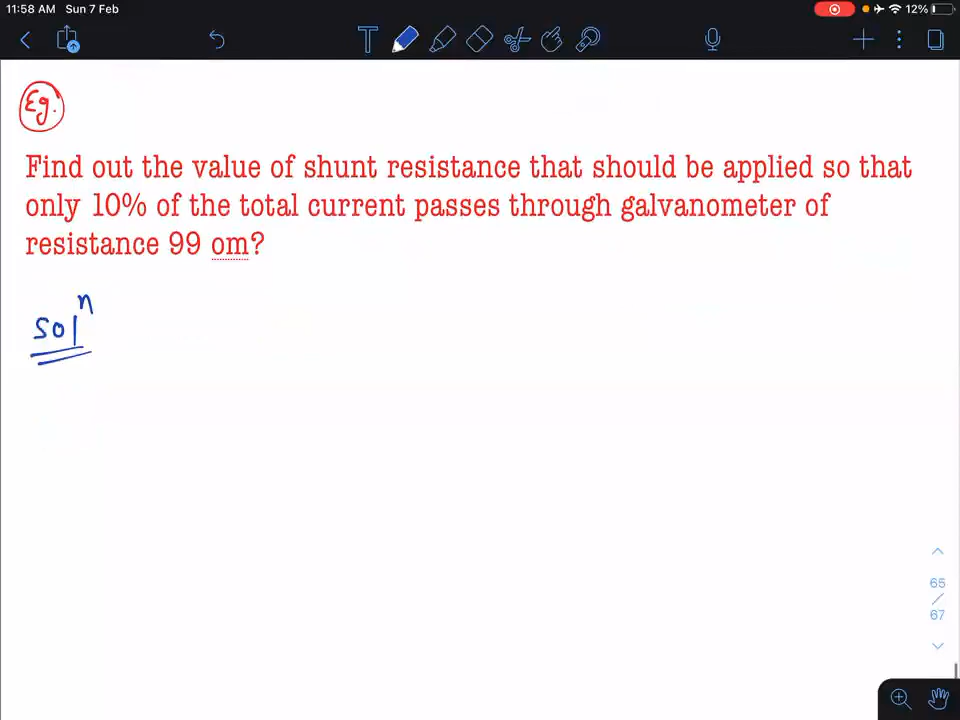 11:58 AM Sun 7 Feb
12%
T
Eg.
Find out the value of shunt resistance that should be applied so that
only 10% of the total current passes through galvanometer of
resistance 99 om?
solⁿ
65
/
67